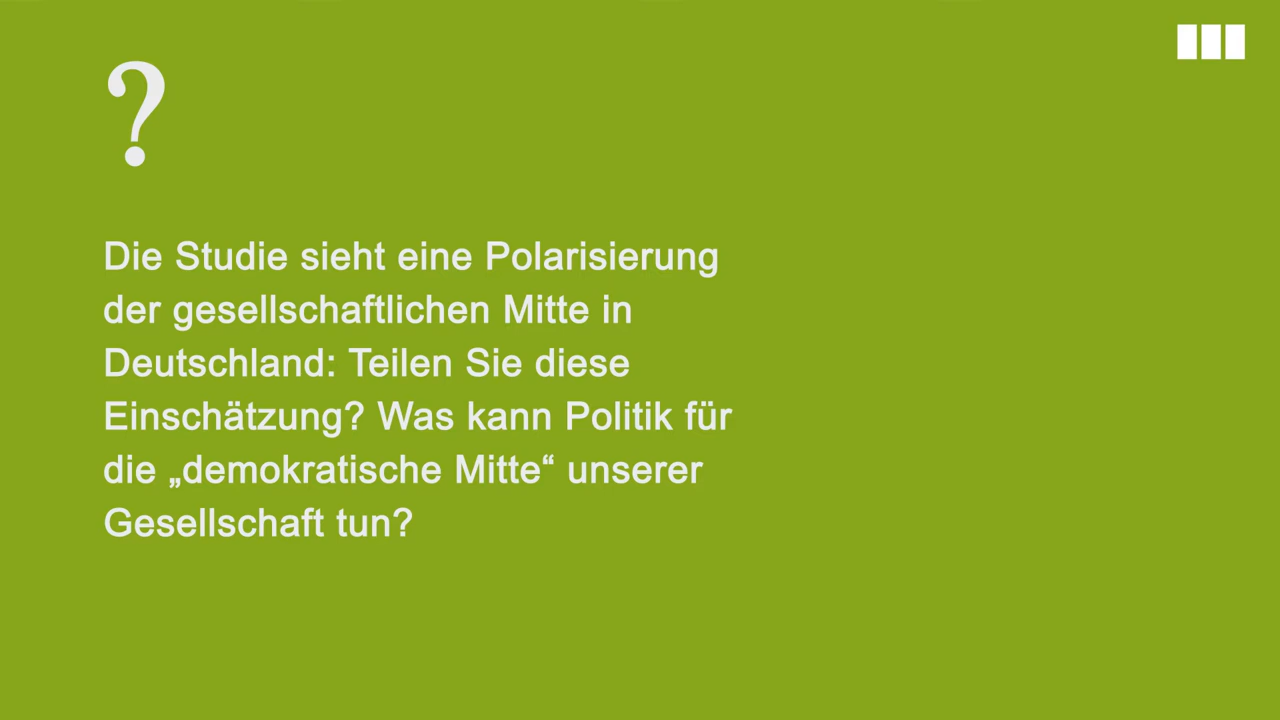 ?
Die Studie sieht eine Polarisierung
der gesellschaftlichen Mitte in
Deutschland: Teilen Sie diese
Einschätzung? Was kann Politik für
die „demokratische Mitte“ unserer
Gesellschaft tun?